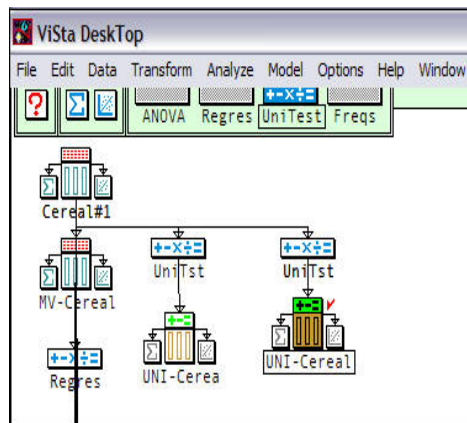 ViSta DeskTop
File Edit Data Transform Analyze Model Options Help Window
? Σ ANOVA Regres UniTest Freqs
Cereal#1
MV-Cereal UniTst UniTst
Regres UNI-Cerea UNI-Cereal